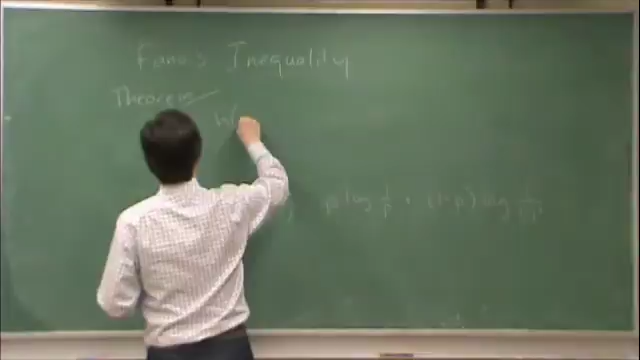 Fano's Inequality
Theorem
H(
p log 1/p + (1-p) log 1/1-p